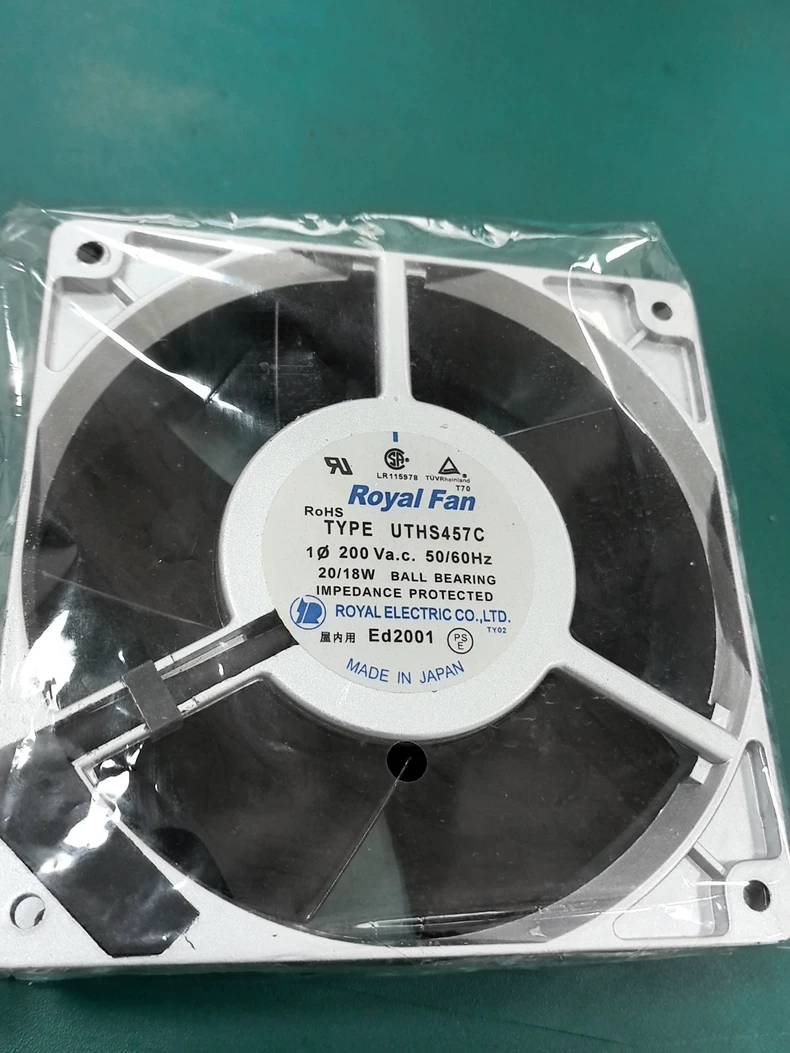 LR115978
TÜVRheinland
T70
Royal Fan
RoHS
TYPE UTHS457C
1Ø 200 Va.c. 50/60Hz
20/18W BALL BEARING
IMPEDANCE PROTECTED
ROYAL ELECTRIC CO.,LTD.
TY02
屋内用 Ed2001 PS E
MADE IN JAPAN